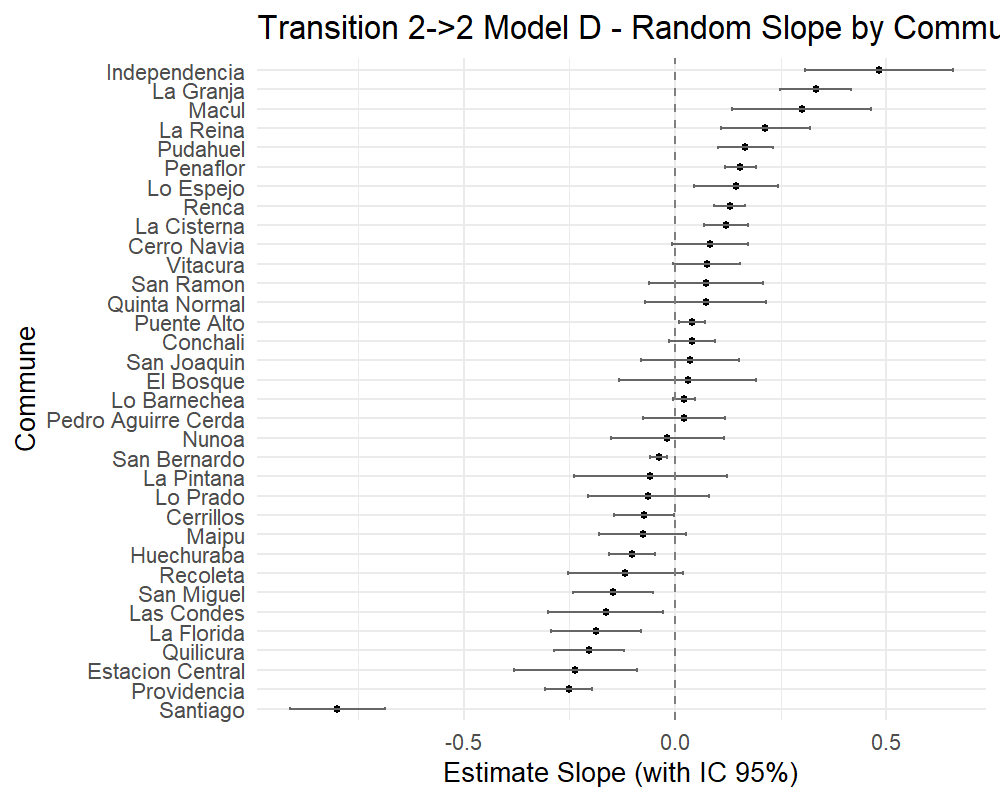 Transition 2->2 Model D - Random Slope by Commu
Independencia
La Granja
Macul
La Reina
Pudahuel
Penaflor
Lo Espejo
Renca
La Cisterna
Cerro Navia
Vitacura
San Ramon
Quinta Normal
Puente Alto
Conchali
San Joaquin
El Bosque
Lo Barnechea
Pedro Aguirre Cerda
Nunoa
San Bernardo
La Pintana
Lo Prado
Cerrillos
Maipu
Huechuraba
Recoleta
San Miguel
Las Condes
La Florida
Quilicura
Estacion Central
Providencia
Santiago
Commune
-0.5 0.0 0.5
Estimate Slope (with IC 95%)